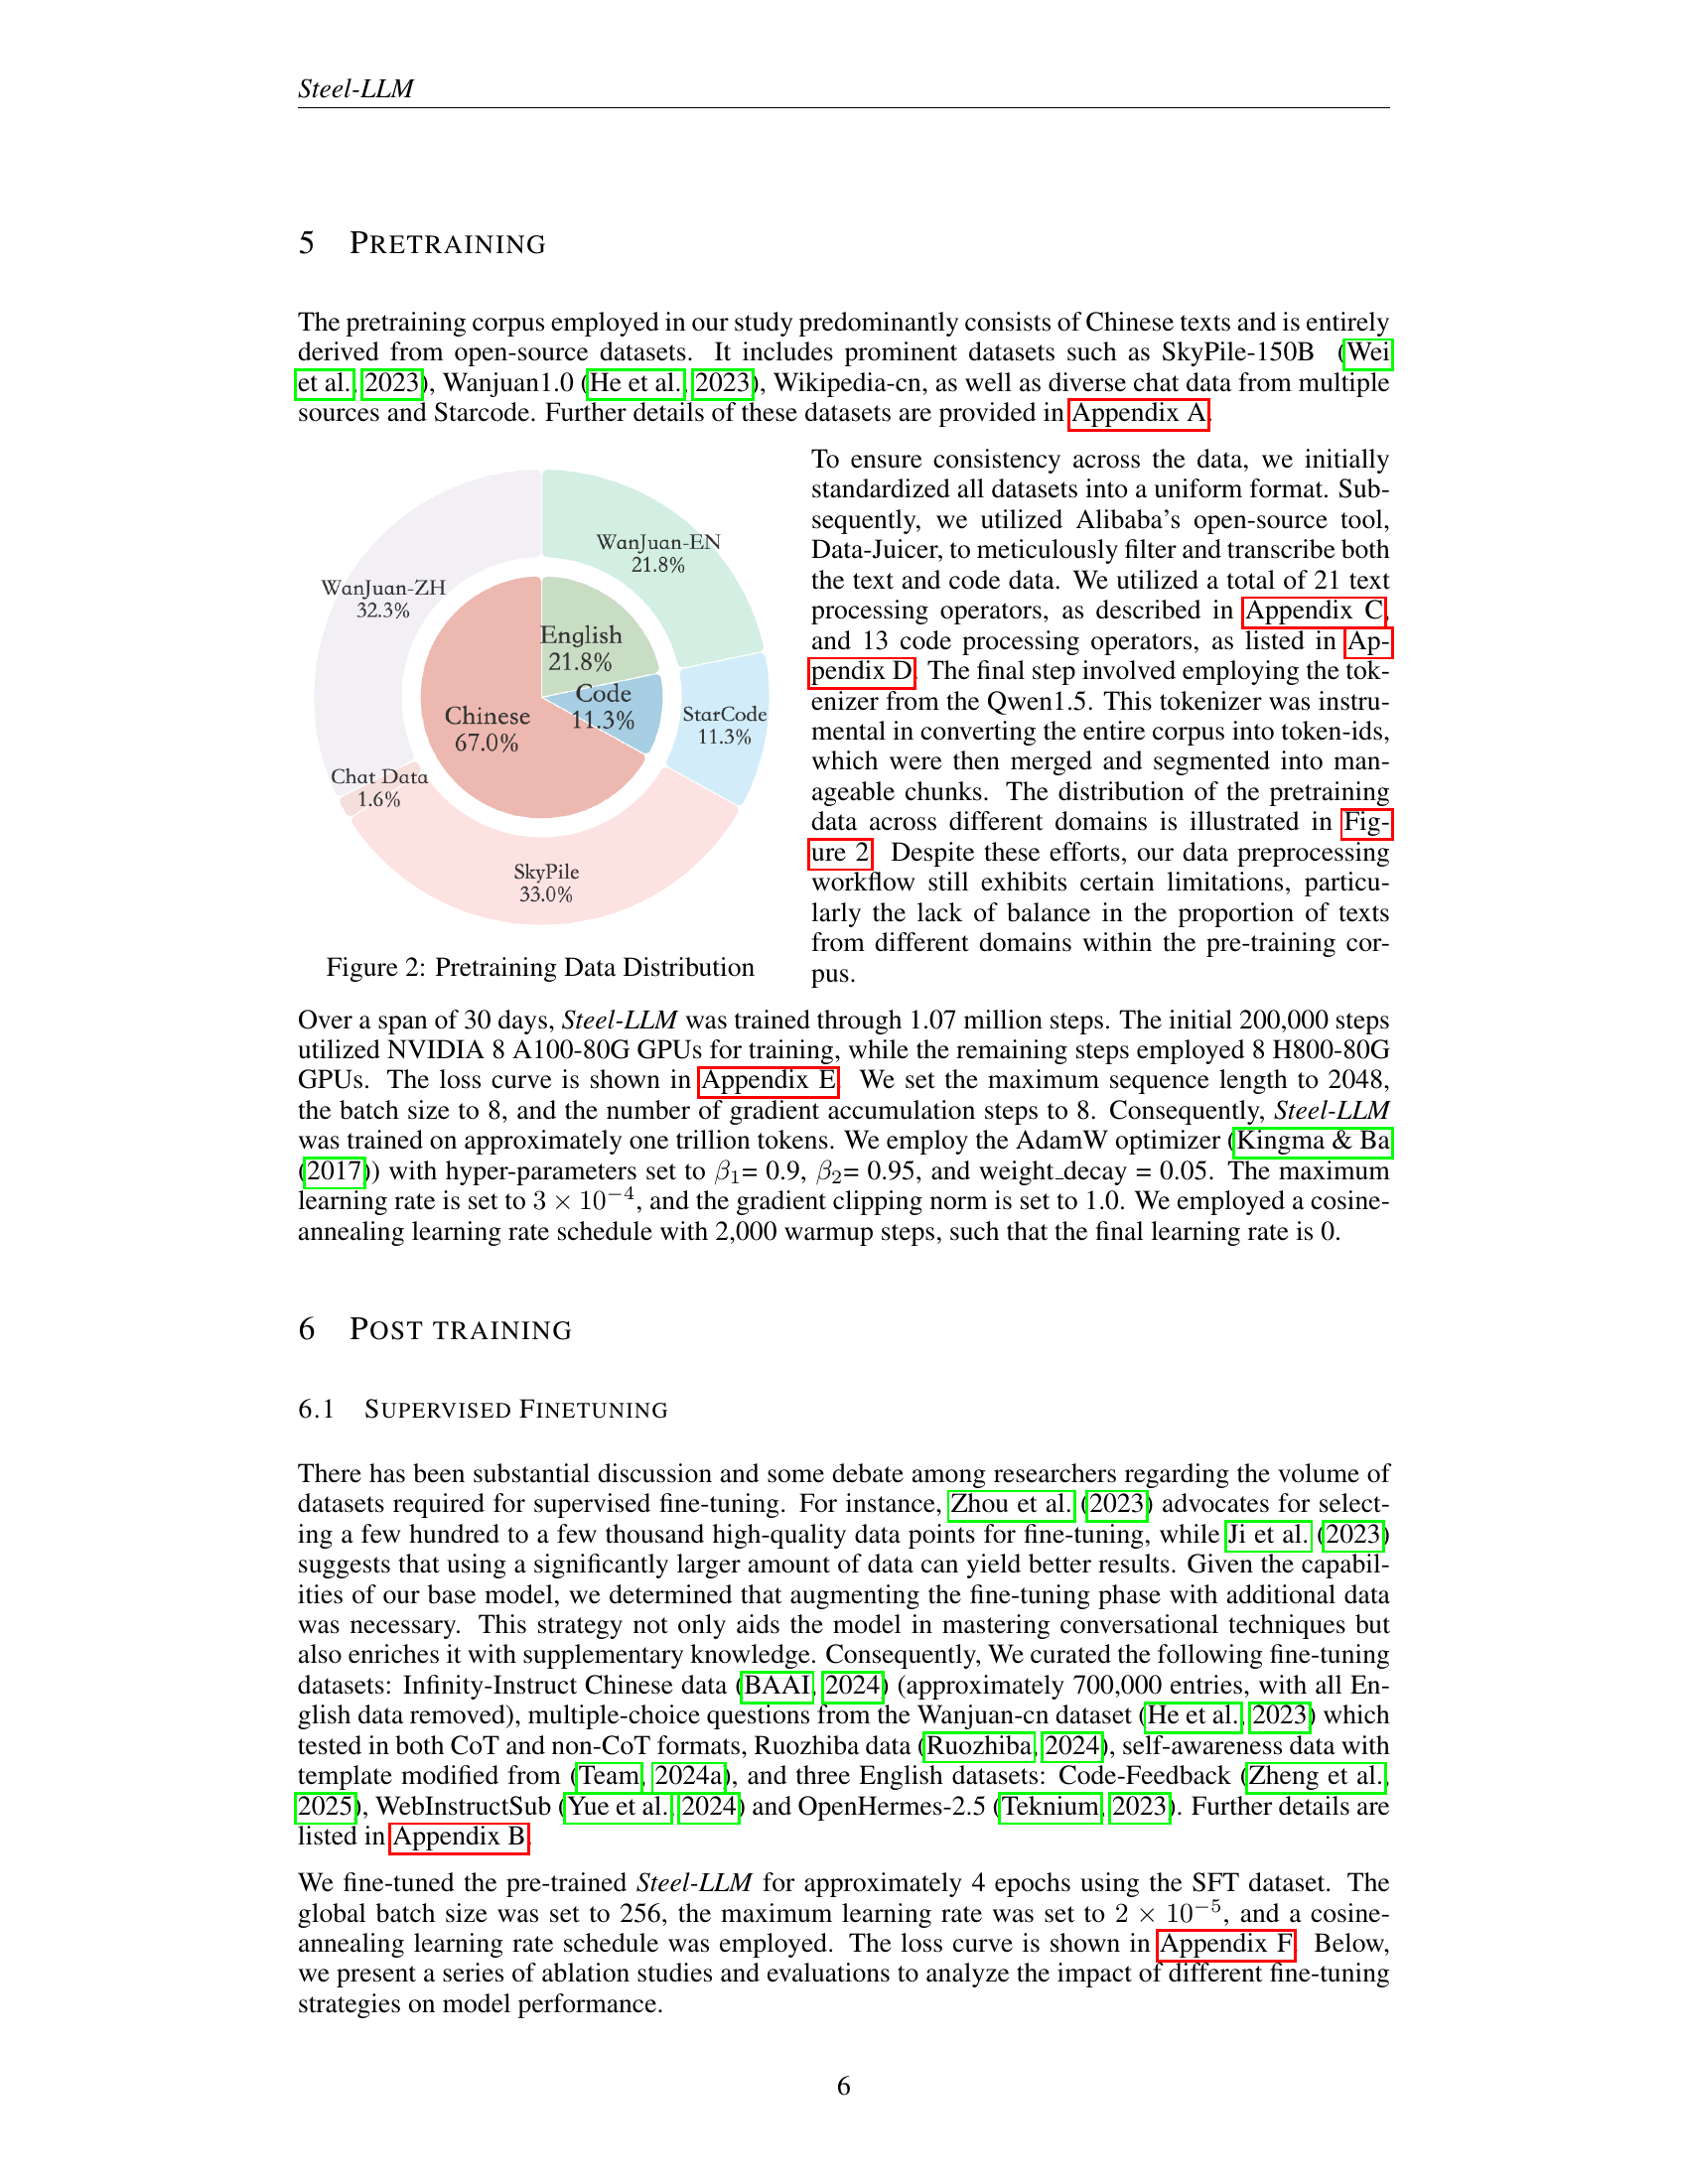 Steel-LLM
5 PRETRAINING
The pretraining corpus employed in our study predominantly consists of Chinese texts and is entirely
derived from open-source datasets. It includes prominent datasets such as SkyPile-150B (Wei
et al., 2023), Wanjuan1.0 (He et al., 2023), Wikipedia-cn, as well as diverse chat data from multiple
sources and Starcode. Further details of these datasets are provided in Appendix A.
WanJuan-EN
21.8%
WanJuan-ZH
32.3%
English
21.8%
Code
11.3%
Chinese
67.0%
StarCode
11.3%
Chat Data
1.6%
SkyPile
33.0%
Figure 2: Pretraining Data Distribution
To ensure consistency across the data, we initially
standardized all datasets into a uniform format. Sub-
sequently, we utilized Alibaba's open-source tool,
Data-Juicer, to meticulously filter and transcribe both
the text and code data. We utilized a total of 21 text
processing operators, as described in Appendix C,
and 13 code processing operators, as listed in Ap-
pendix D. The final step involved employing the tok-
enizer from the Qwen1.5. This tokenizer was instru-
mental in converting the entire corpus into token-ids,
which were then merged and segmented into man-
ageable chunks. The distribution of the pretraining
data across different domains is illustrated in Fig-
ure 2. Despite these efforts, our data preprocessing
workflow still exhibits certain limitations, particu-
larly the lack of balance in the proportion of texts
from different domains within the pre-training cor-
pus.
Over a span of 30 days, Steel-LLM was trained through 1.07 million steps. The initial 200,000 steps
utilized NVIDIA 8 A100-80G GPUs for training, while the remaining steps employed 8 H800-80G
GPUs. The loss curve is shown in Appendix E. We set the maximum sequence length to 2048,
the batch size to 8, and the number of gradient accumulation steps to 8. Consequently, Steel-LLM
was trained on approximately one trillion tokens. We employ the AdamW optimizer (Kingma & Ba
(2017)) with hyper-parameters set to β₁= 0.9, β₂= 0.95, and weight_decay = 0.05. The maximum
learning rate is set to 3 × 10⁻⁴, and the gradient clipping norm is set to 1.0. We employed a cosine-
annealing learning rate schedule with 2,000 warmup steps, such that the final learning rate is 0.
6 POST TRAINING
6.1 SUPERVISED FINETUNING
There has been substantial discussion and some debate among researchers regarding the volume of
datasets required for supervised fine-tuning. For instance, Zhou et al. (2023) advocates for select-
ing a few hundred to a few thousand high-quality data points for fine-tuning, while Ji et al. (2023)
suggests that using a significantly larger amount of data can yield better results. Given the capabil-
ities of our base model, we determined that augmenting the fine-tuning phase with additional data
was necessary. This strategy not only aids the model in mastering conversational techniques but
also enriches it with supplementary knowledge. Consequently, We curated the following fine-tuning
datasets: Infinity-Instruct Chinese data (BAAI, 2024) (approximately 700,000 entries, with all En-
glish data removed), multiple-choice questions from the Wanjuan-cn dataset (He et al., 2023) which
tested in both CoT and non-CoT formats, Ruozhiba data (Ruozhiba, 2024), self-awareness data with
template modified from (Team, 2024a), and three English datasets: Code-Feedback (Zheng et al.,
2025), WebInstructSub (Yue et al., 2024) and OpenHermes-2.5 (Teknium, 2023). Further details are
listed in Appendix B.
We fine-tuned the pre-trained Steel-LLM for approximately 4 epochs using the SFT dataset. The
global batch size was set to 256, the maximum learning rate was set to 2 × 10⁻⁵, and a cosine-
annealing learning rate schedule was employed. The loss curve is shown in Appendix F. Below,
we present a series of ablation studies and evaluations to analyze the impact of different fine-tuning
strategies on model performance.
6